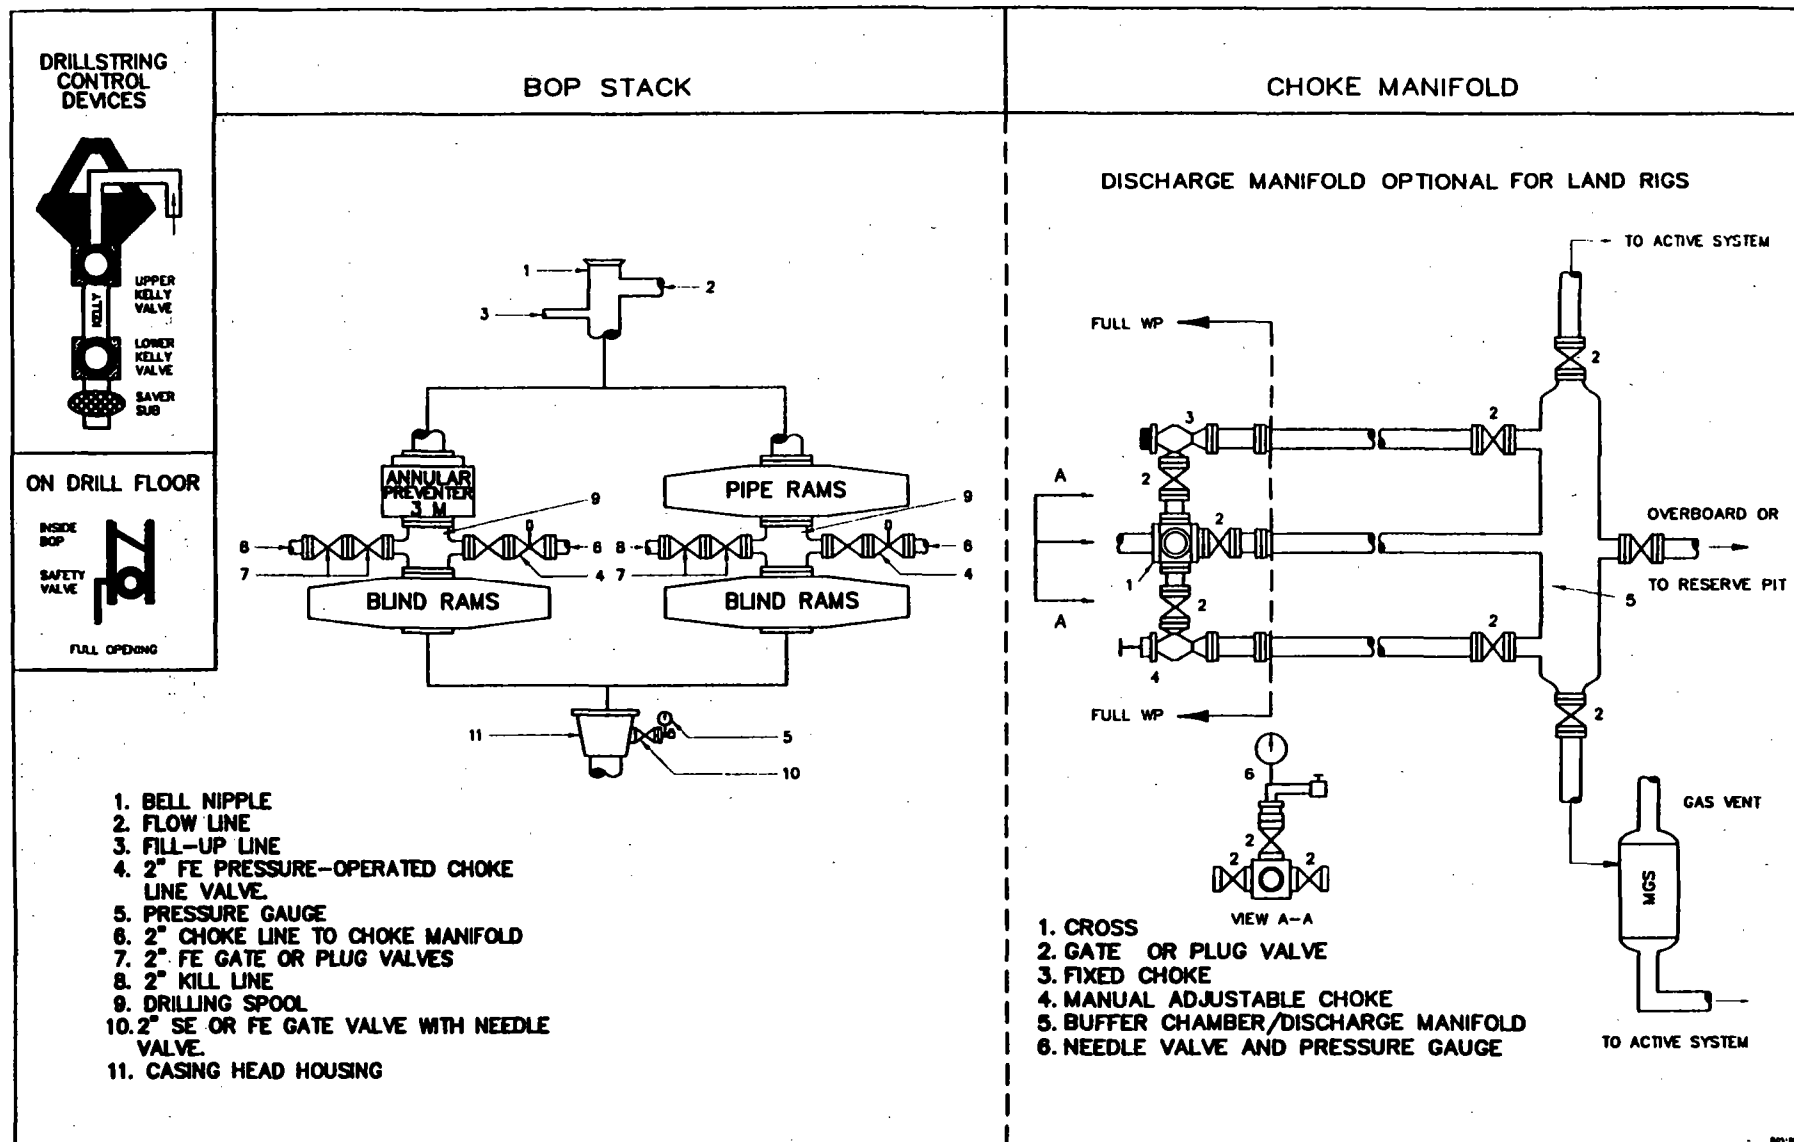 DRILLSTRING
CONTROL
DEVICES
UPPER
KELLY
VALVE
KELLY
LOWER
KELLY
VALVE
SAVER
SUB
ON DRILL FLOOR
INSIDE
BOP
SAFETY
VALVE
FULL OPENING
BOP STACK
1
2
3
ANNULAR
PREVENTER
3 M
9
PIPE RAMS
9
8
6
8
6
7
4
7
4
BLIND RAMS
BLIND RAMS
11
5
10
1. BELL NIPPLE
2. FLOW LINE
3. FILL-UP LINE
4. 2" FE PRESSURE-OPERATED CHOKE
LINE VALVE.
5. PRESSURE GAUGE
6. 2" CHOKE LINE TO CHOKE MANIFOLD
7. 2" FE GATE OR PLUG VALVES
8. 2" KILL LINE
9. DRILLING SPOOL
10. 2" SE OR FE GATE VALVE WITH NEEDLE
VALVE.
11. CASING HEAD HOUSING
CHOKE MANIFOLD
DISCHARGE MANIFOLD OPTIONAL FOR LAND RIGS
TO ACTIVE SYSTEM
FULL WP
2
3
2
A
2
2
OVERBOARD OR
1
TO RESERVE PIT
5
2
A
2
4
FULL WP
2
6
GAS VENT
2
2
2
MGS
VIEW A-A
1. CROSS
2. GATE OR PLUG VALVE
3. FIXED CHOKE
4. MANUAL ADJUSTABLE CHOKE
5. BUFFER CHAMBER/DISCHARGE MANIFOLD
6. NEEDLE VALVE AND PRESSURE GAUGE
TO ACTIVE SYSTEM